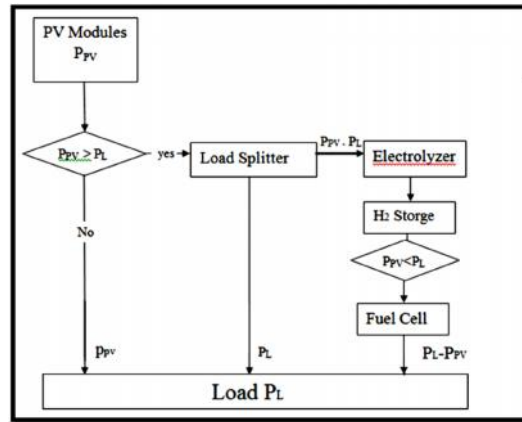 PV Modules
PPV
PPV > PL
yes
Load Splitter
PPV . PL
Electrolyzer
H2 Storge
No
PPV<PL
Fuel Cell
PPV
PL
PL-PPV
Load PL